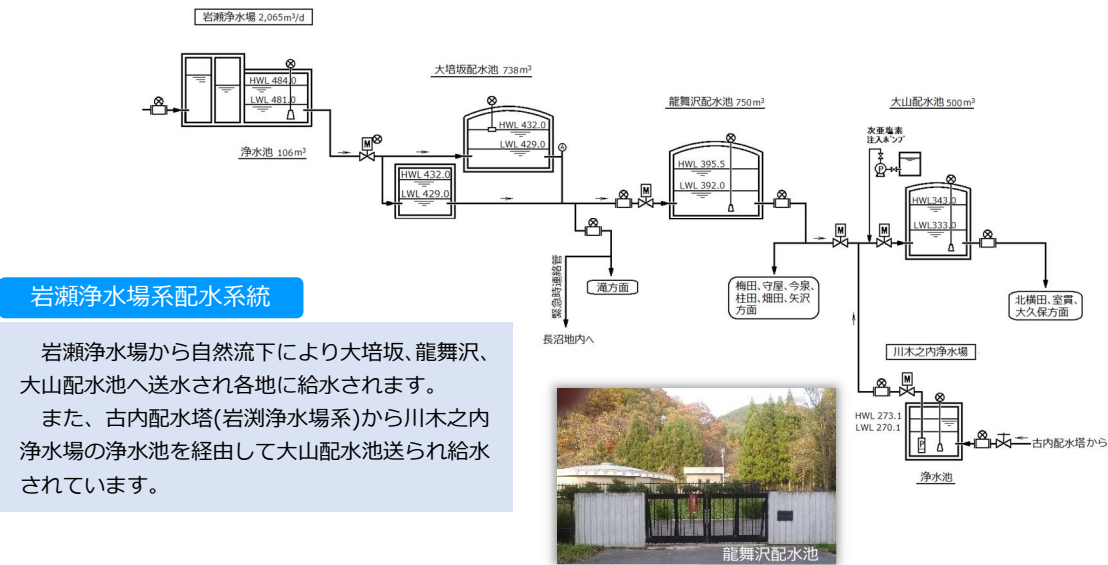 岩瀬浄水場 2,065m³/d
大培坂配水池 738m³
龍舞沢配水池 750m³
大山配水池 500m³
HWL 484.0
LWL 481.0
浄水池 106m³
M
HWL 432.0
LWL 429.0
A
HWL 432.0
LWL 429.0
M
HWL 395.5
LWL 392.0
次亜塩素
注入ポンプ
P
M
M
HWL343.0
LWL333.0
緊急時連絡管
滝方面
長沼地内へ
梅田、守屋、今泉、
柱田、畑田、矢沢
方面
北横田、室貫、
大久保方面
川木之内浄水場
M
HWL 273.1
LWL 270.1
P
古内配水塔から
浄水池
岩瀬浄水場系配水系統
岩瀬浄水場から自然流下により大培坂、龍舞沢、
大山配水池へ送水され各地に給水されます。
また、古内配水塔(岩渕浄水場系)から川木之内
浄水場の浄水池を経由して大山配水池送られ給水
されています。
龍舞沢配水池